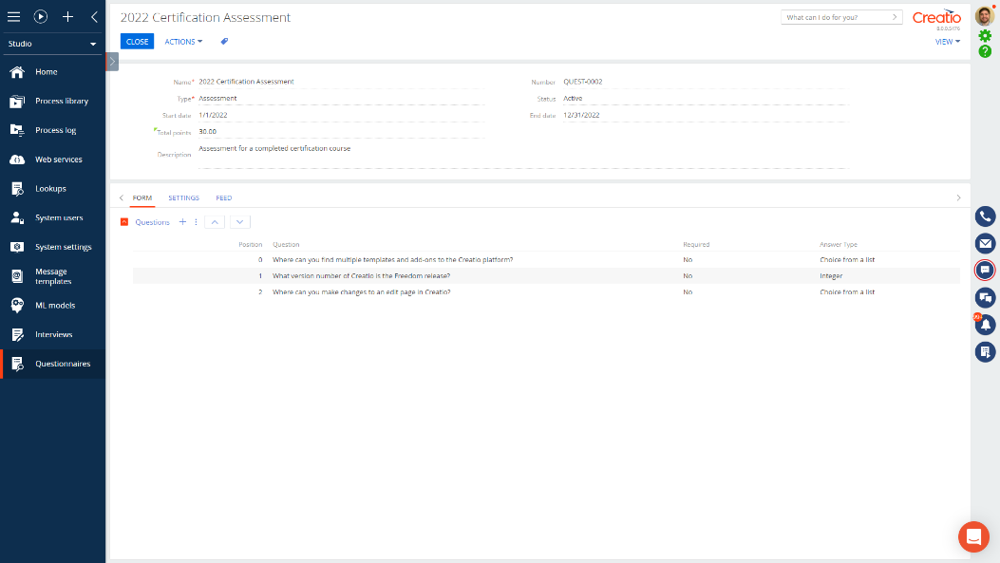 2022 Certification Assessment
What can I do for you?
Creatio
8.0.0.5476
CLOSE
ACTIONS
VIEW
Studio
Home
Process library
Process log
Web services
Lookups
System users
System settings
Message
templates
ML models
Interviews
Questionnaires
Name* 2022 Certification Assessment
Number QUEST-0002
Type* Assessment
Status Active
Start date 1/1/2022
End date 12/31/2022
Total points 30.00
Description Assessment for a completed certification course
FORM SETTINGS FEED
Questions
Position Question Required Answer Type
0 Where can you find multiple templates and add-ons to the Creatio platform? No Choice from a list
1 What version number of Creatio is the Freedom release? No Integer
2 Where can you make changes to an edit page in Creatio? No Choice from a list